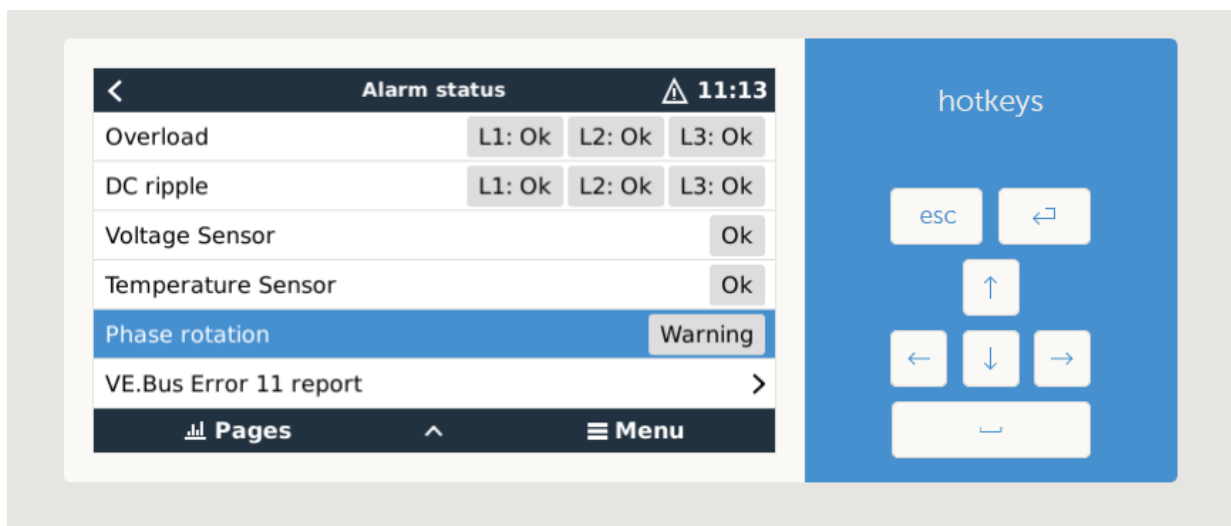 Alarm status 11:13
Overload L1: Ok L2: Ok L3: Ok
DC ripple L1: Ok L2: Ok L3: Ok
Voltage Sensor Ok
Temperature Sensor Ok
Phase rotation Warning
VE.Bus Error 11 report
Pages Menu
hotkeys
esc